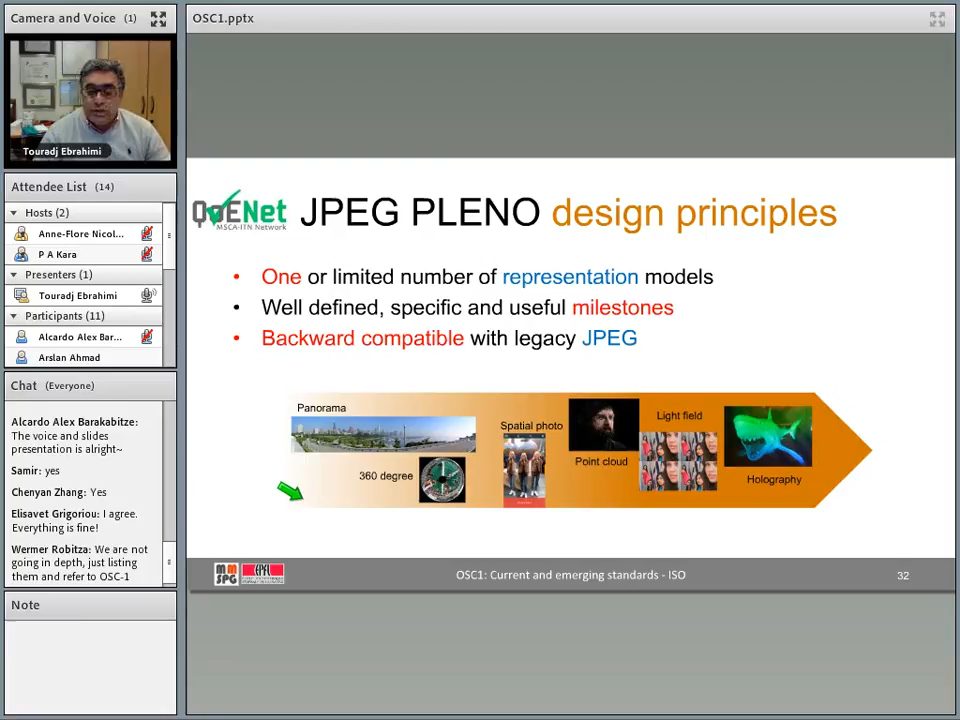 Camera and Voice (1)
Touradj Ebrahimi
Attendee List (14)
Hosts (2)
Anne-Flore Nicol...
P A Kara
Presenters (1)
Touradj Ebrahimi
Participants (11)
Alcardo Alex Bar...
Arslan Ahmad
Chat (Everyone)
Alcardo Alex Barakabitze:
The voice and slides
presentation is alright~
Samir: yes
Chenyan Zhang: Yes
Elisavet Grigoriou: I agree.
Everything is fine!
Wermer Robitza: We are not
going in depth, just listing
them and refer to OSC-1
Note
OSC1.pptx
QoENet
MSCA-ITN Network
JPEG PLENO design principles
• One or limited number of representation models
• Well defined, specific and useful milestones
• Backward compatible with legacy JPEG
Panorama
360 degree
Spatial photo
Point cloud
Light field
Holography
MM
SPG
EPFL
OSC1: Current and emerging standards - ISO
32